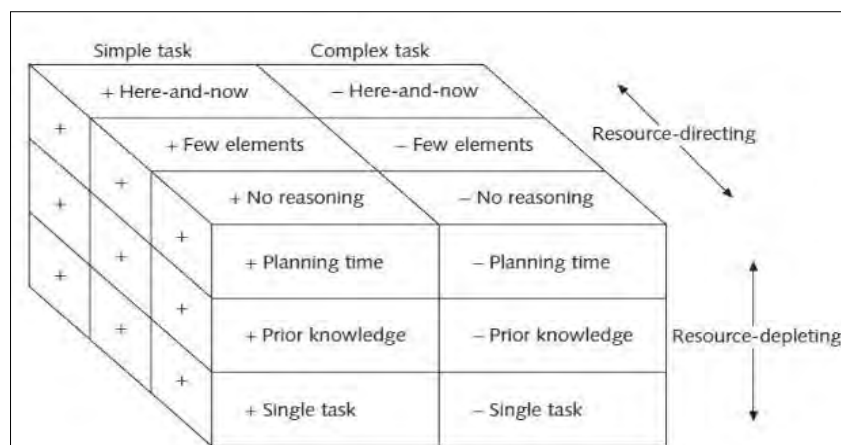 Simple task Complex task
+ Here-and-now − Here-and-now
+ Few elements − Few elements
+ No reasoning − No reasoning
Resource-directing
+ + +
+ + +
+ + +
+ Planning time − Planning time
+ Prior knowledge − Prior knowledge
Resource-depleting
+ Single task − Single task